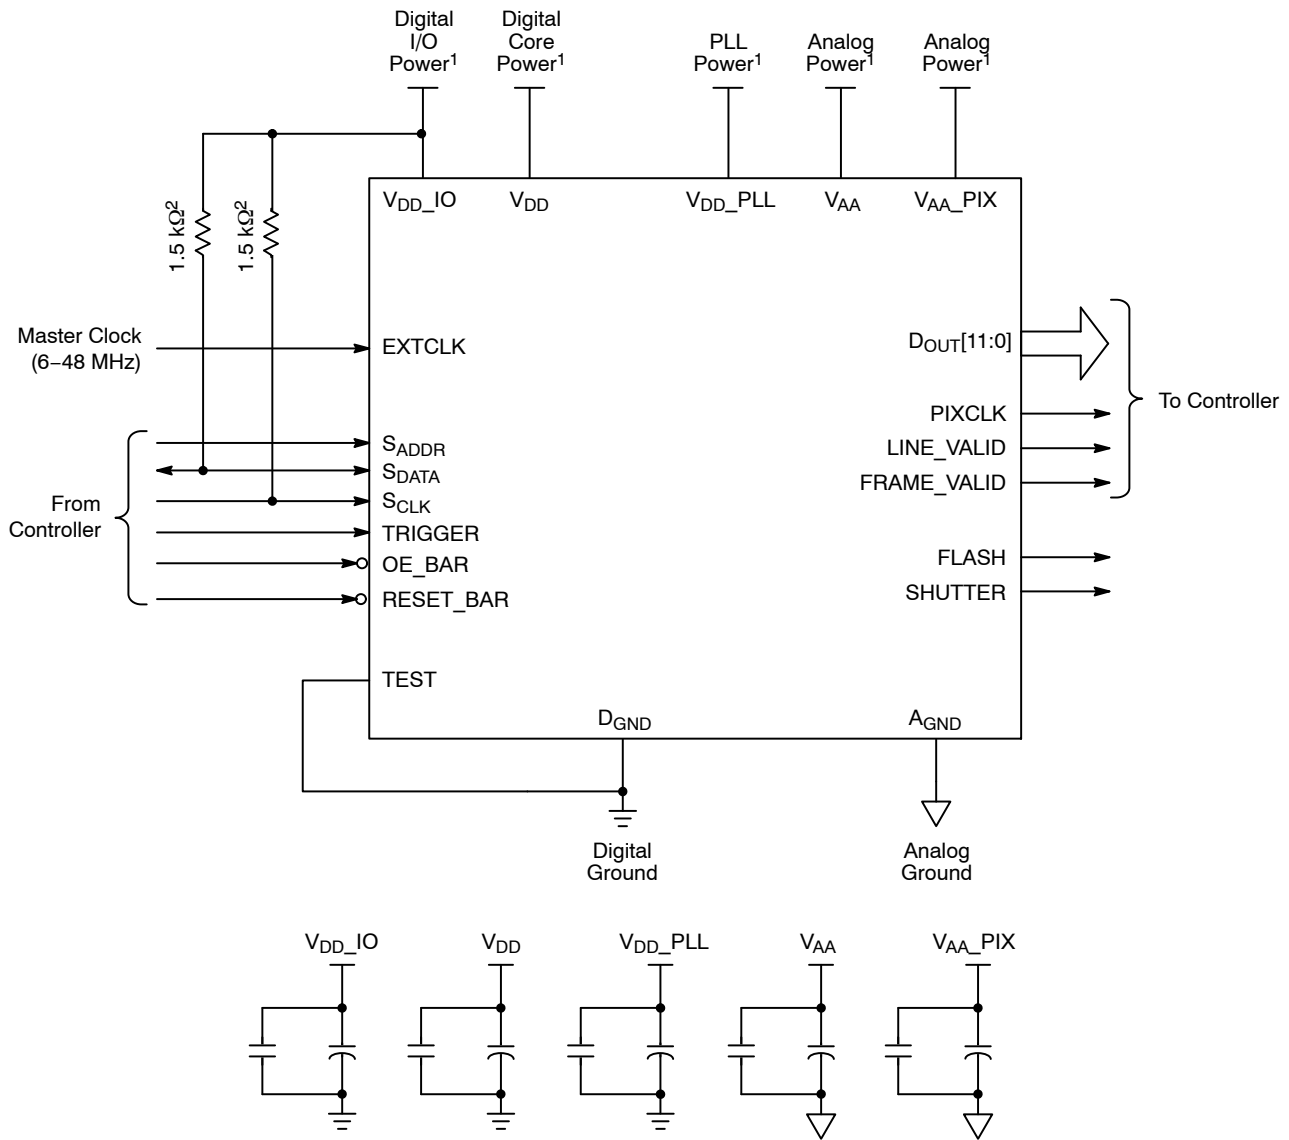 Digital
I/O
Power1
Digital
Core
Power1
PLL
Power1
Analog
Power1
Analog
Power1
VDD_IO
VDD
VDD_PLL
VAA
VAA_PIX
1.5 kΩ2
1.5 kΩ2
Master Clock
(6–48 MHz)
EXTCLK
From
Controller
SADDR
SDATA
SCLK
TRIGGER
OE_BAR
RESET_BAR
TEST
DOUT[11:0]
PIXCLK
LINE_VALID
FRAME_VALID
To Controller
FLASH
SHUTTER
DGND
AGND
Digital
Ground
Analog
Ground
VDD_IO
VDD
VDD_PLL
VAA
VAA_PIX